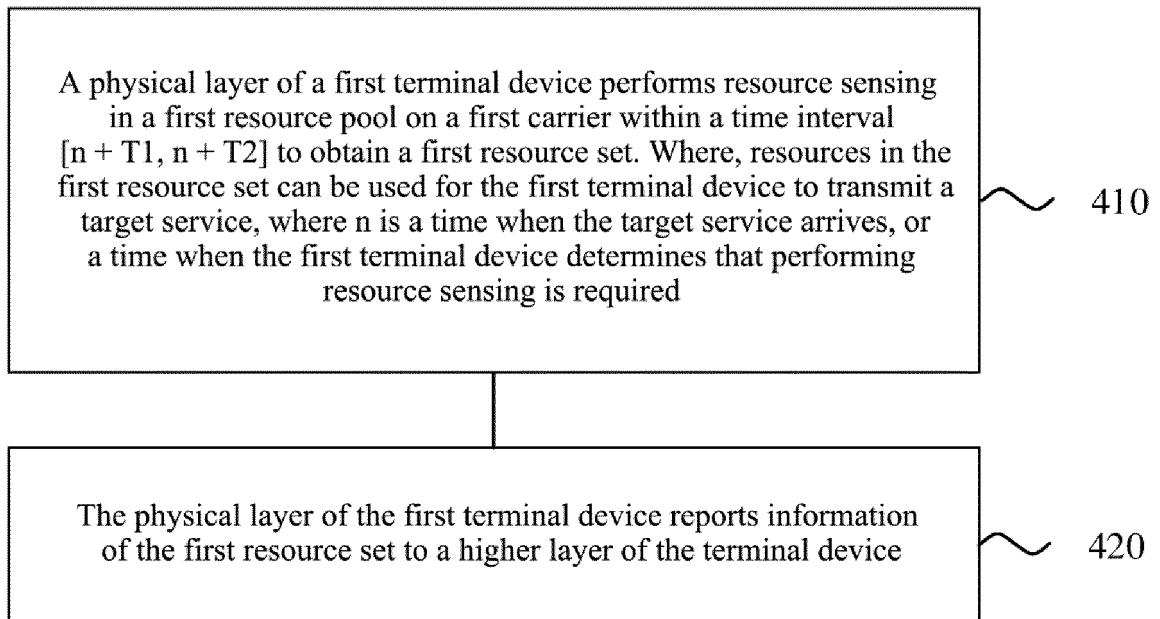 A physical layer of a first terminal device performs resource sensing
in a first resource pool on a first carrier within a time interval
[n + T1, n + T2] to obtain a first resource set. Where, resources in the
first resource set can be used for the first terminal device to transmit a
target service, where n is a time when the target service arrives, or
a time when the first terminal device determines that performing
resource sensing is required
410
The physical layer of the first terminal device reports information
of the first resource set to a higher layer of the terminal device
420